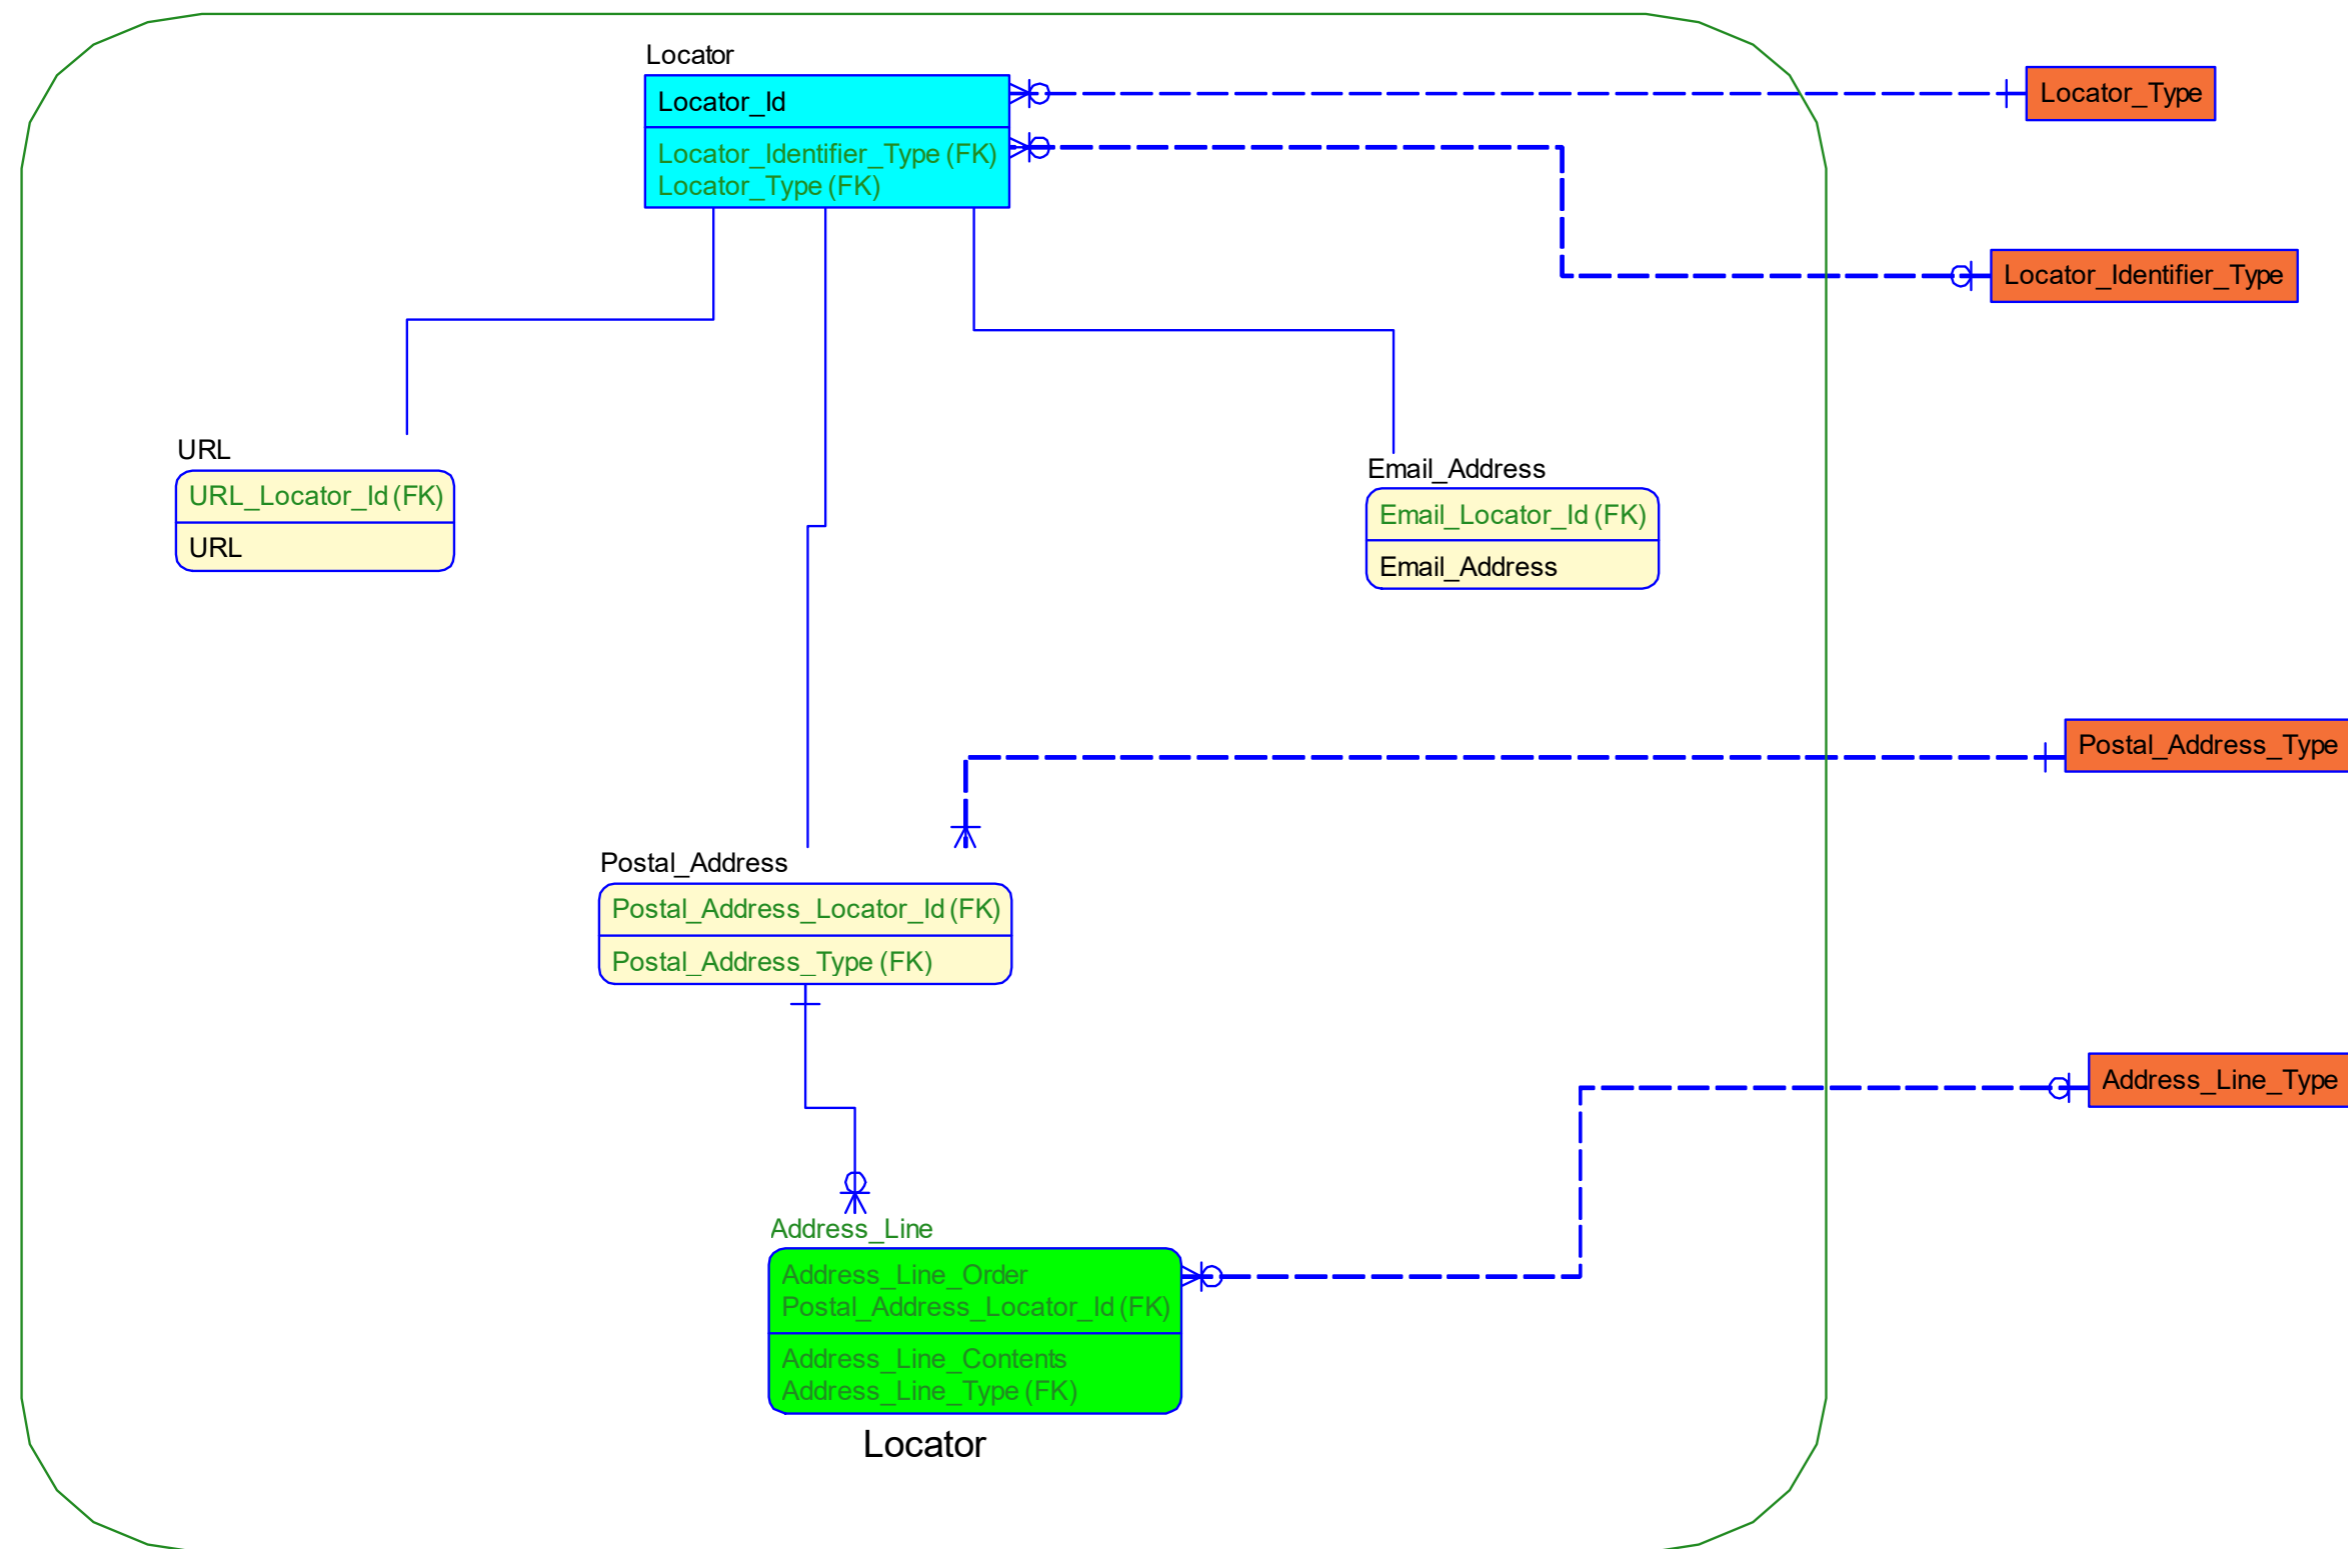 Locator
Locator_Id
Locator_Type
Locator_Identifier_Type (FK)
Locator_Type (FK)
Locator_Identifier_Type
URL
URL_Locator_Id (FK)
URL
Email_Address
Email_Locator_Id (FK)
Email_Address
Postal_Address_Type
Postal_Address
Postal_Address_Locator_Id (FK)
Postal_Address_Type (FK)
Address_Line_Type
Address_Line
Address_Line_Order
Postal_Address_Locator_Id (FK)
Address_Line_Contents
Address_Line_Type (FK)
Locator